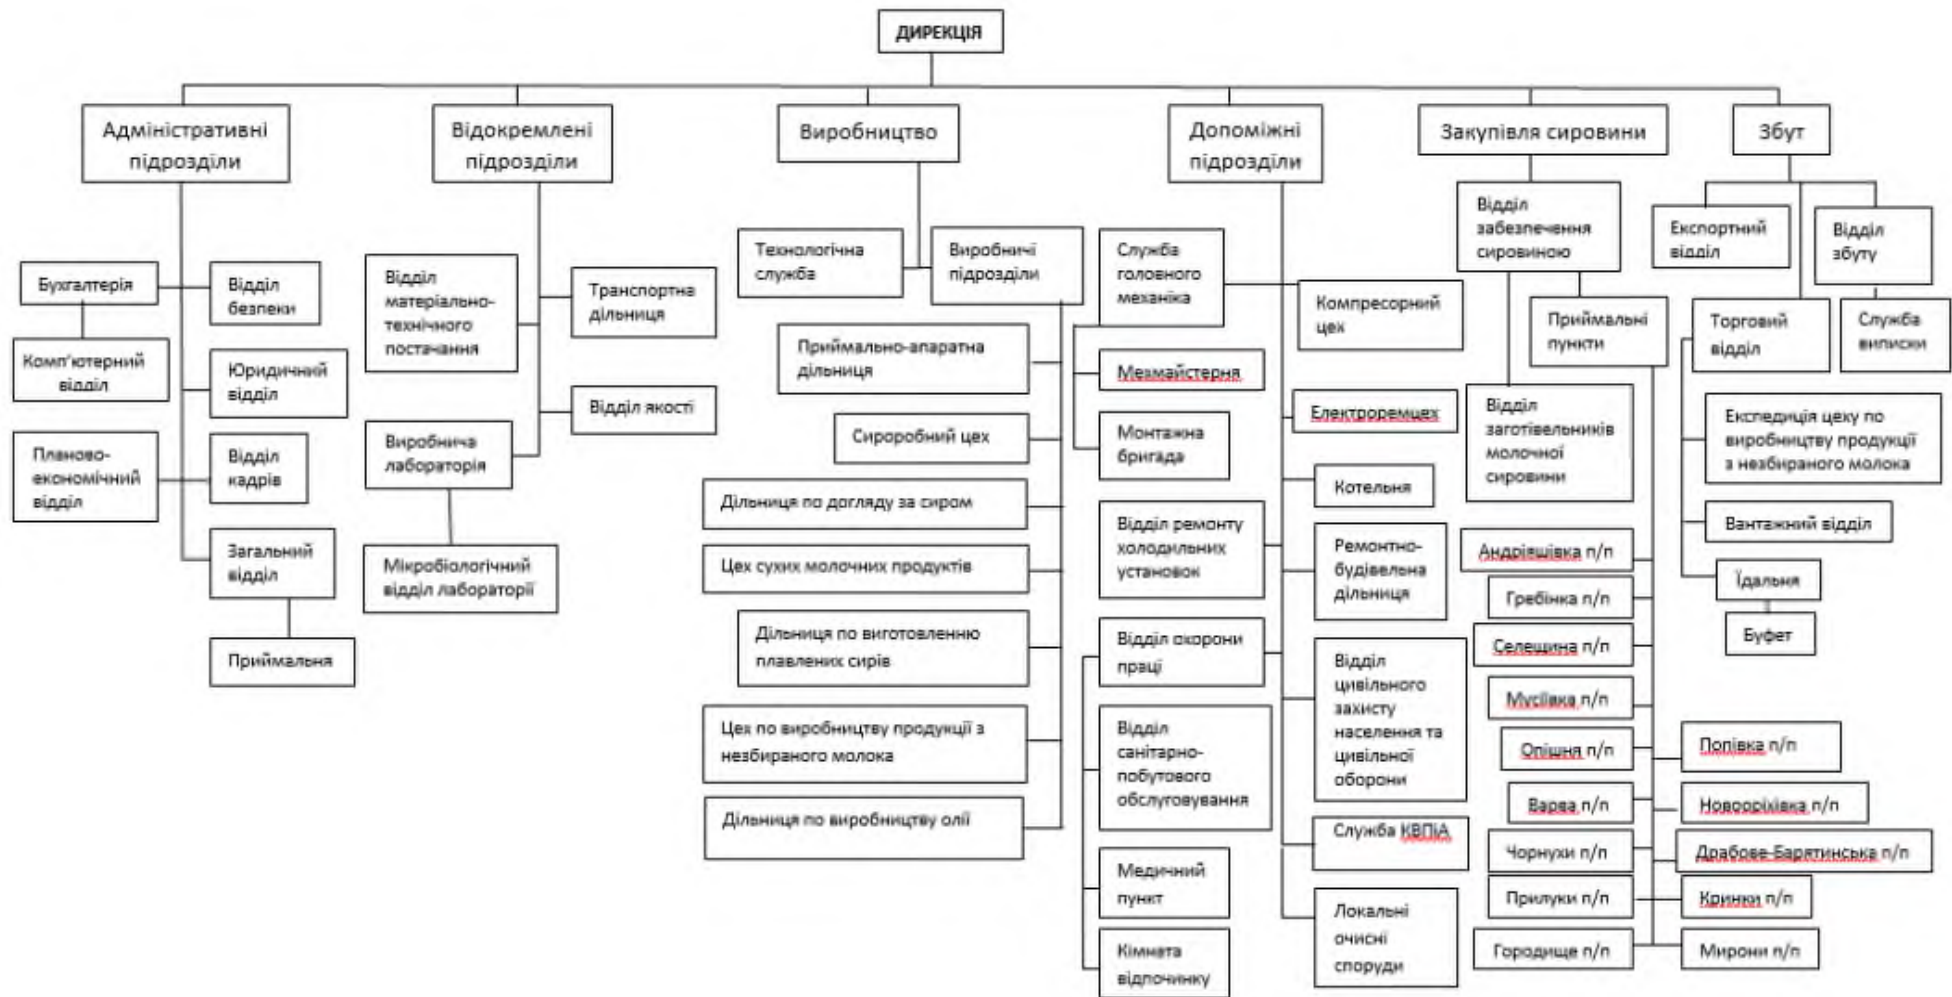 ДИРЕКЦІЯ
Адміністративні
підрозділи
Бухгалтерія
Відділ
безпеки
Комп'ютерний
відділ
Юридичний
відділ
Планово-
економічний
відділ
Відділ
кадрів
Загальний
відділ
Приймальня
Відокремлені
підрозділи
Відділ
матеріально-
технічного
постачання
Транспортна
дільниця
Відділ якості
Виробнича
лабораторія
Мікробіологічний
відділ лабораторії
Виробництво
Технологічна
служба
Виробничі
підрозділи
Приймально-апаратна
дільниця
Сироробний цех
Дільниця по догляду за сиром
Цех сухих молочних продуктів
Дільниця по виготовленню
плавлених сирів
Цех по виробництву продукції з
незбираного молока
Дільниця по виробництву олії
Допоміжні
підрозділи
Служба
головного
механіка
Компресорний
цех
Мехмайстерня
Електроремцех
Монтажна
бригада
Котельня
Відділ ремонту
холодильних
установок
Ремонтно-
будівельна
дільниця
Відділ охорони
праці
Відділ
цивільного
захисту
населення та
цивільної
оборони
Відділ
санітарно-
побутового
обслуговування
Служба КВПіА
Медичний
пункт
Локальні
очисні
споруди
Кімната
відпочинку
Закупівля сировини
Відділ
забезпечення
сировиною
Приймальні
пункти
Відділ
заготівельників
молочної
сировини
Андріяшівка п/п
Гребінка п/п
Селещина п/п
Мусіївка п/п
Опішня п/п
Попівка п/п
Варва п/п
Новооріхівка п/п
Чорнухи п/п
Драбове-Барятинська п/п
Прилуки п/п
Кринки п/п
Городище п/п
Мирони п/п
Збут
Експортний
відділ
Відділ
збуту
Торговий
відділ
Служба
виписки
Експедиція цеху по
виробництву продукції
з незбираного молока
Вантажний відділ
Їдальня
Буфет